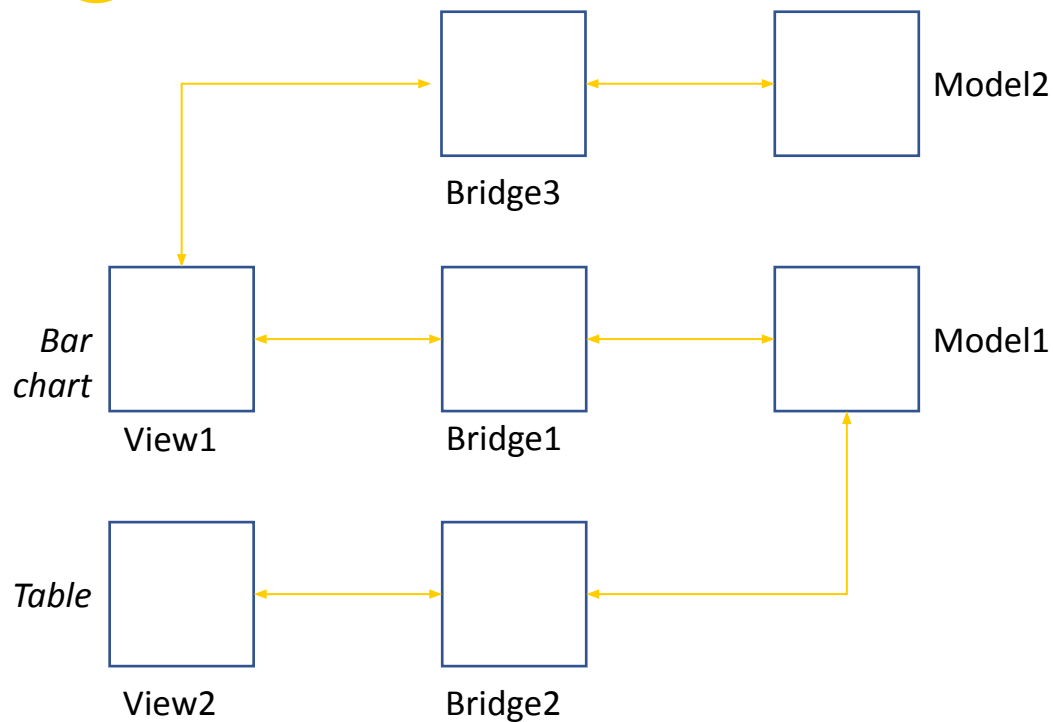 Model2
Bridge3
Bar
chart
Model1
View1
Bridge1
Table
View2
Bridge2